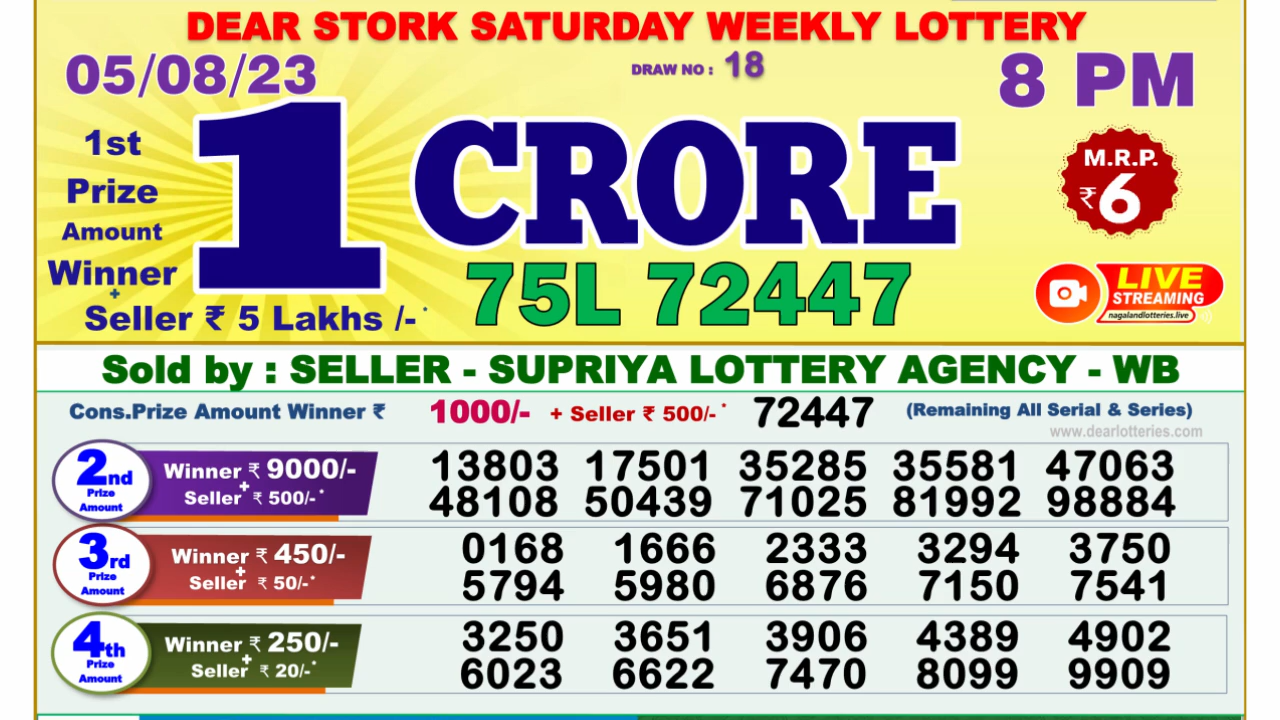 DEAR STORK SATURDAY WEEKLY LOTTERY
05/08/23
DRAW NO : 18
8 PM
1st
Prize
Amount
Winner
+
Seller ₹ 5 Lakhs /-*
1 CRORE
75L 72447
M.R.P.
₹6
LIVE
STREAMING
nagalandlotteries.live
Sold by : SELLER - SUPRIYA LOTTERY AGENCY - WB
Cons.Prize Amount Winner ₹ 1000/- + Seller ₹ 500/-* 72447 (Remaining All Serial & Series)
www.dearlotteries.com
2nd
Prize
Amount
Winner ₹ 9000/-
+
Seller ₹ 500/-*
13803 17501 35285 35581 47063
48108 50439 71025 81992 98884
3rd
Prize
Amount
Winner ₹ 450/-
+
Seller ₹ 50/-*
0168 1666 2333 3294 3750
5794 5980 6876 7150 7541
4th
Prize
Amount
Winner ₹ 250/-
+
Seller ₹ 20/-*
3250 3651 3906 4389 4902
6023 6622 7470 8099 9909